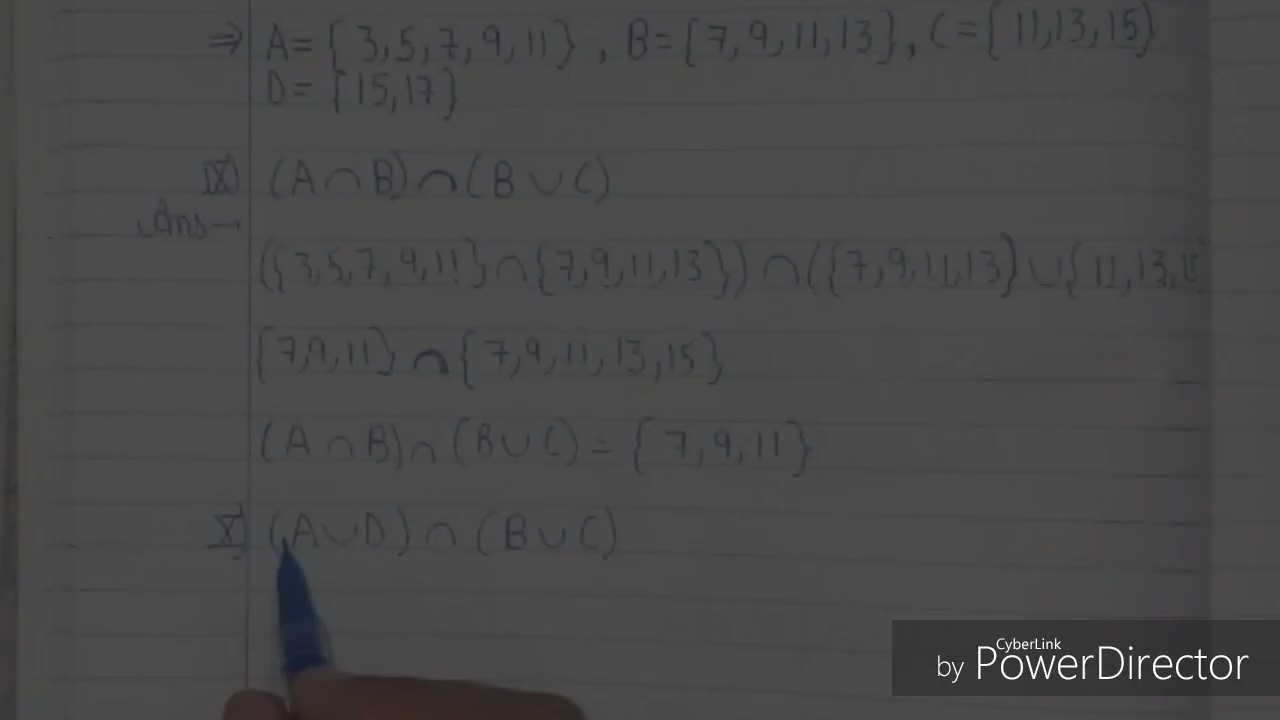 ⇒ A = { 3, 5, 7, 9, 11 } , B = { 7, 9, 11, 13 } , C = { 11, 13, 15 }
D = { 15, 17 }
IX) (A ∩ B) ∩ ( B ∪ C)
Ans→
({3, 5, 7, 9, 11} ∩ {7, 9, 11, 13}) ∩ ({7, 9, 11, 13} ∪ { 11, 13, 15
{7, 9, 11} ∩ { 7, 9, 11, 13, 15 }
( A ∩ B) ∩ (B ∪ C) = { 7, 9, 11 }
X) (A ∪ D ) ∩ ( B ∪ C)
CyberLink
by PowerDirector